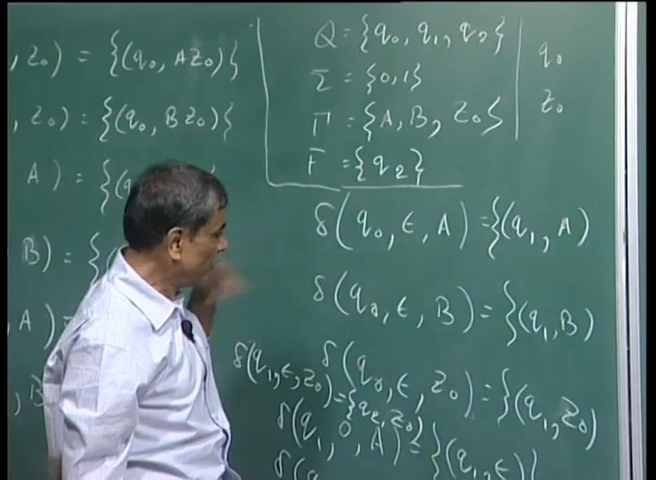 , z₀) = {(q₀, Az₀)}
, z₀) = {(q₀, Bz₀)}
A) = {(q
B) = {
, A) =
, B
Q = {q₀, q₁, q₂}
Σ = {0,1}
Γ = {A, B, z₀}
F = {q₂}
q₀
z₀
δ(q₀, ε, A) = {(q₁, A)
δ(q₀, ε, B) = {(q₁, B)
δ(q₀, ε, z₀) = {(q₁, z₀)
δ(q₁, ε, z₀) = {q₂, z₀)
δ(q₁, 0, A) = {(q₁, ε)}
δ(q